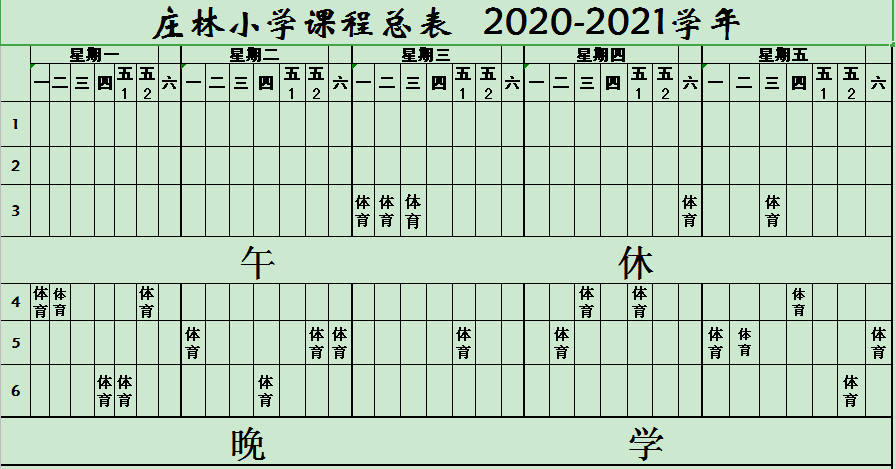 庄林小学课程总表 2020-2021学年
星期一 星期二 星期三 星期四 星期五
一 二 三 四 五1 五2 六 一 二 三 四 五1 五2 六 一 二 三 四 五1 五2 六 一 二 三 四 五1 五2 六 一 二 三 四 五1 五2 六
1
2
3 体育 体育 体育 体育 体育
午 休
4 体育 体育 体育 体育 体育 体育
5 体育 体育 体育 体育 体育 体育 体育 体育
6 体育 体育 体育 体育
晚 学